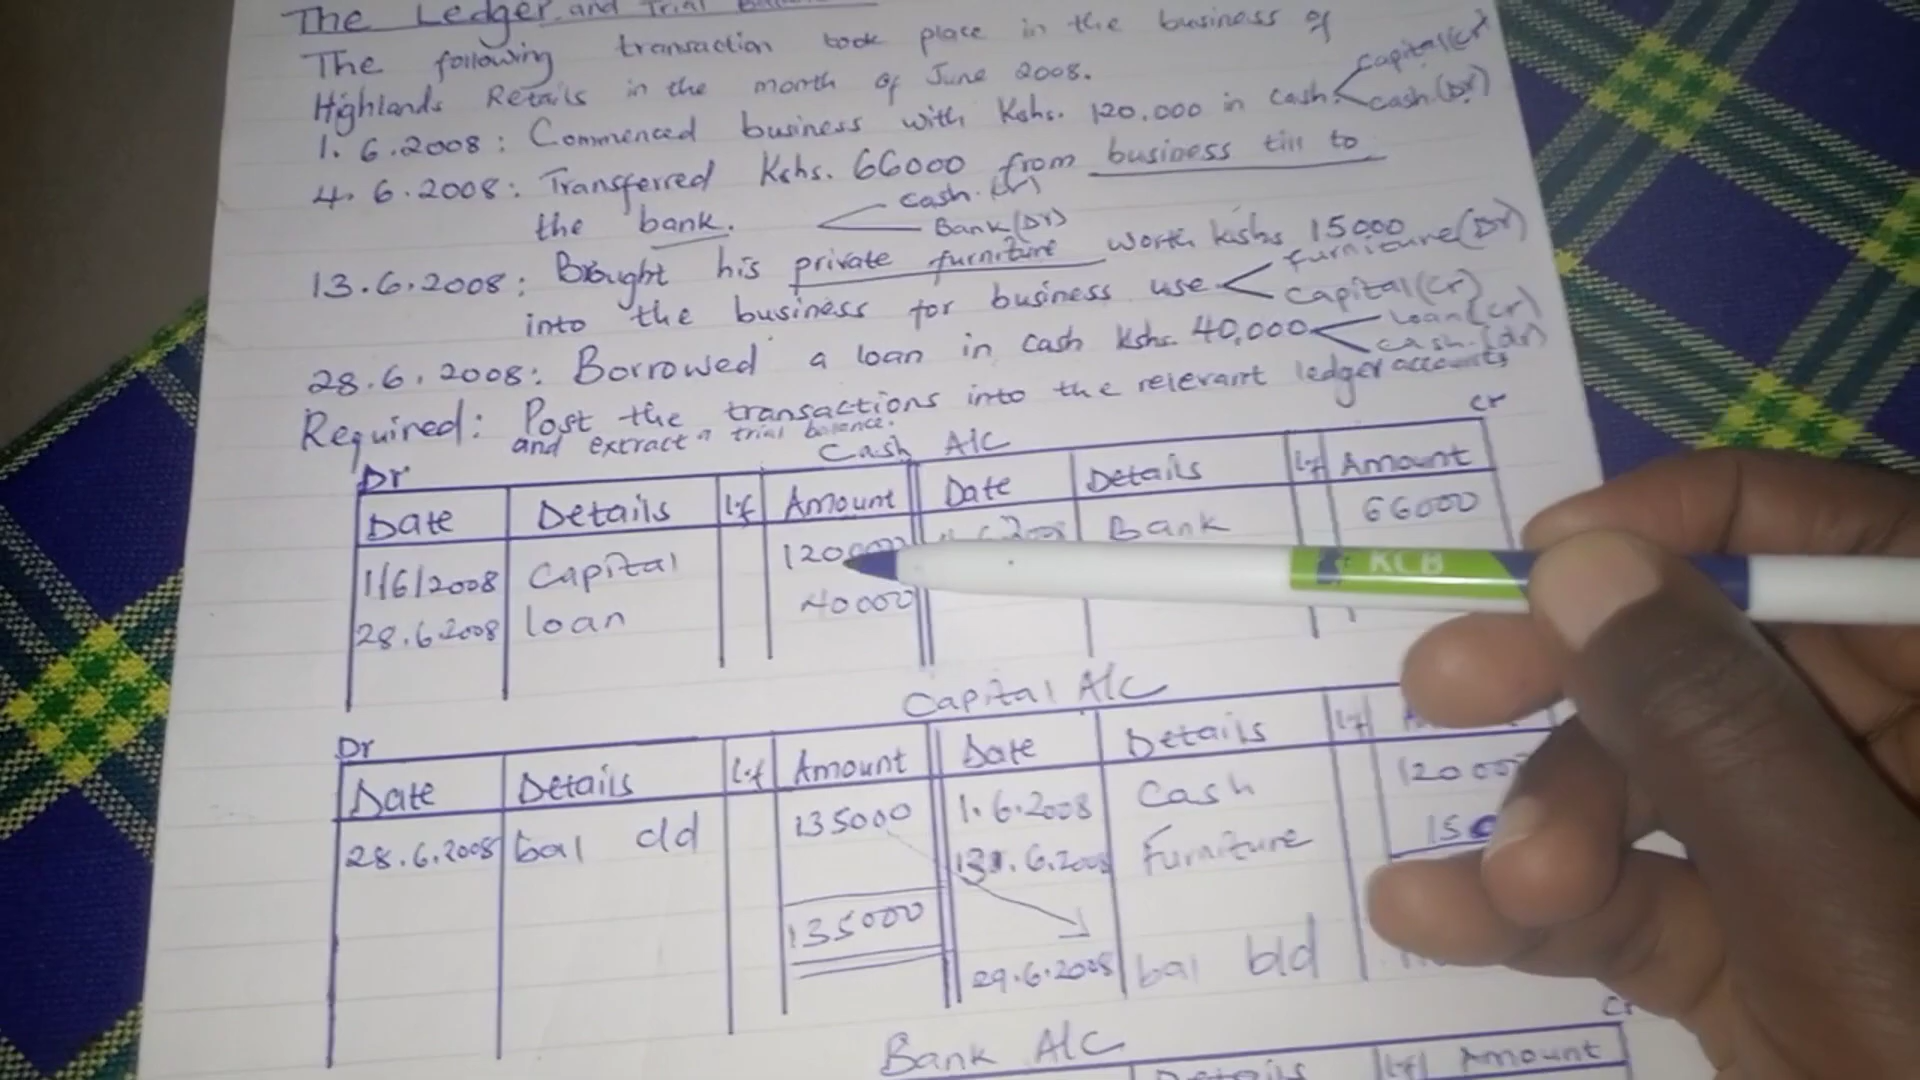 The Ledger and Trial
The following transaction took place in the business of
Highlands Retails in the month of June 2008.
1. 6.2008: Commenced business with Kshs. 120.000 in cash. capital(cr) cash.(Dr)
4. 6.2008: Transferred Kshs. 66000 from business till to
the bank. cash.(cr) Bank(Dr)
13.6.2008: Brought his private furniture worth kshs 15000
into the business for business use furniture(Dr) capital(cr)
28.6.2008: Borrowed a loan in cash Kshs. 40,000 loan(cr) cash.(dr)
Required: Post the transactions into the relevant ledger accounts
and extract a trial balance.
Cash A/C
Dr cr
Date Details l.f Amount Date Details l.f Amount
1/6/2008 Capital 120000 Bank 66000
28.6.2008 loan 40000
Capital A/C
Dr
Date Details l.f Amount Date Details l.f
28.6.2008 bal c/d 135000 1.6.2008 Cash
Furniture
135000
29.6.2008 bal b/d
Bank A/C
cr
Details l.f Amount
KCB